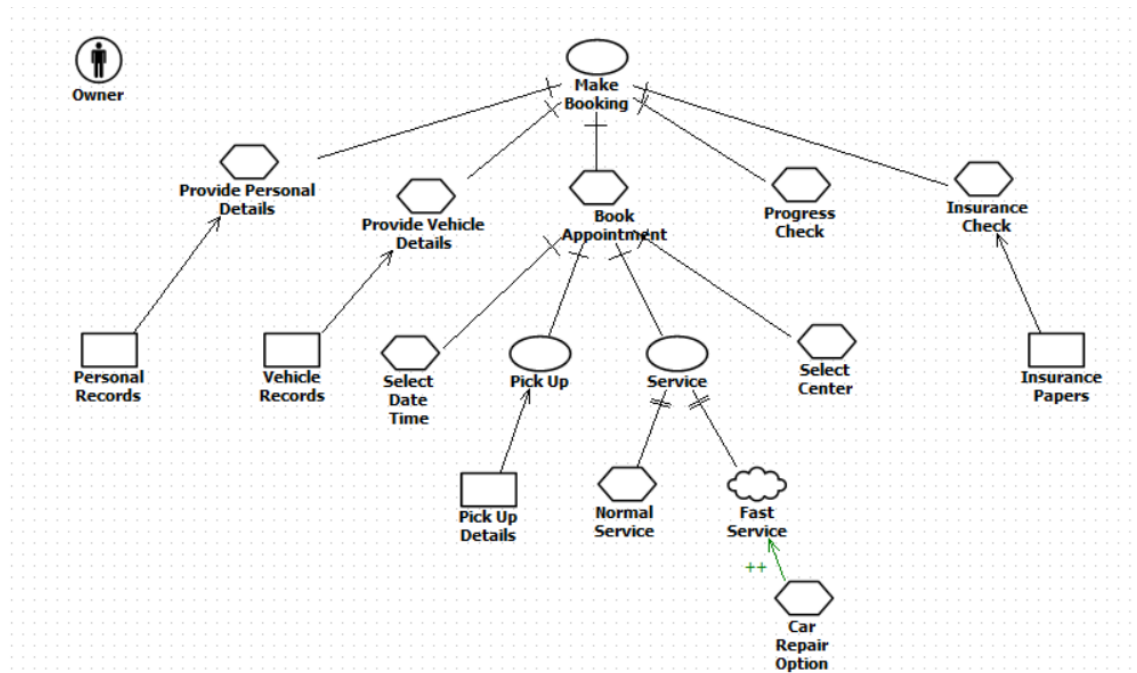 Owner
Make
Booking
Provide Personal
Details
Provide Vehicle
Details
Book
Appointment
Progress
Check
Insurance
Check
Personal
Records
Vehicle
Records
Select
Date
Time
Pick Up
Service
Select
Center
Insurance
Papers
Pick Up
Details
Normal
Service
Fast
Service
++
Car
Repair
Option